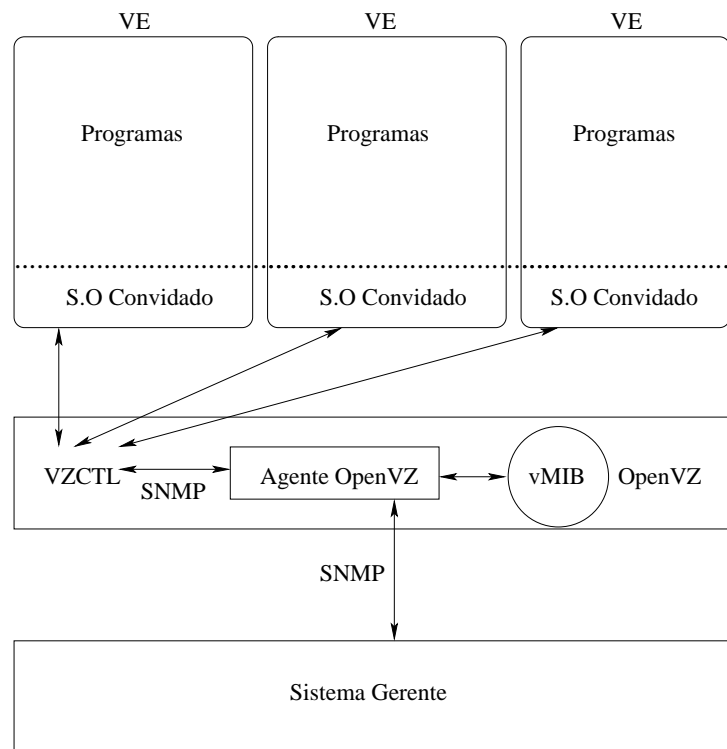 VE
VE
VE
Programas
Programas
Programas
S.O Convidado
S.O Convidado
S.O Convidado
VZCTL
SNMP
Agente OpenVZ
vMIB
OpenVZ
SNMP
Sistema Gerente